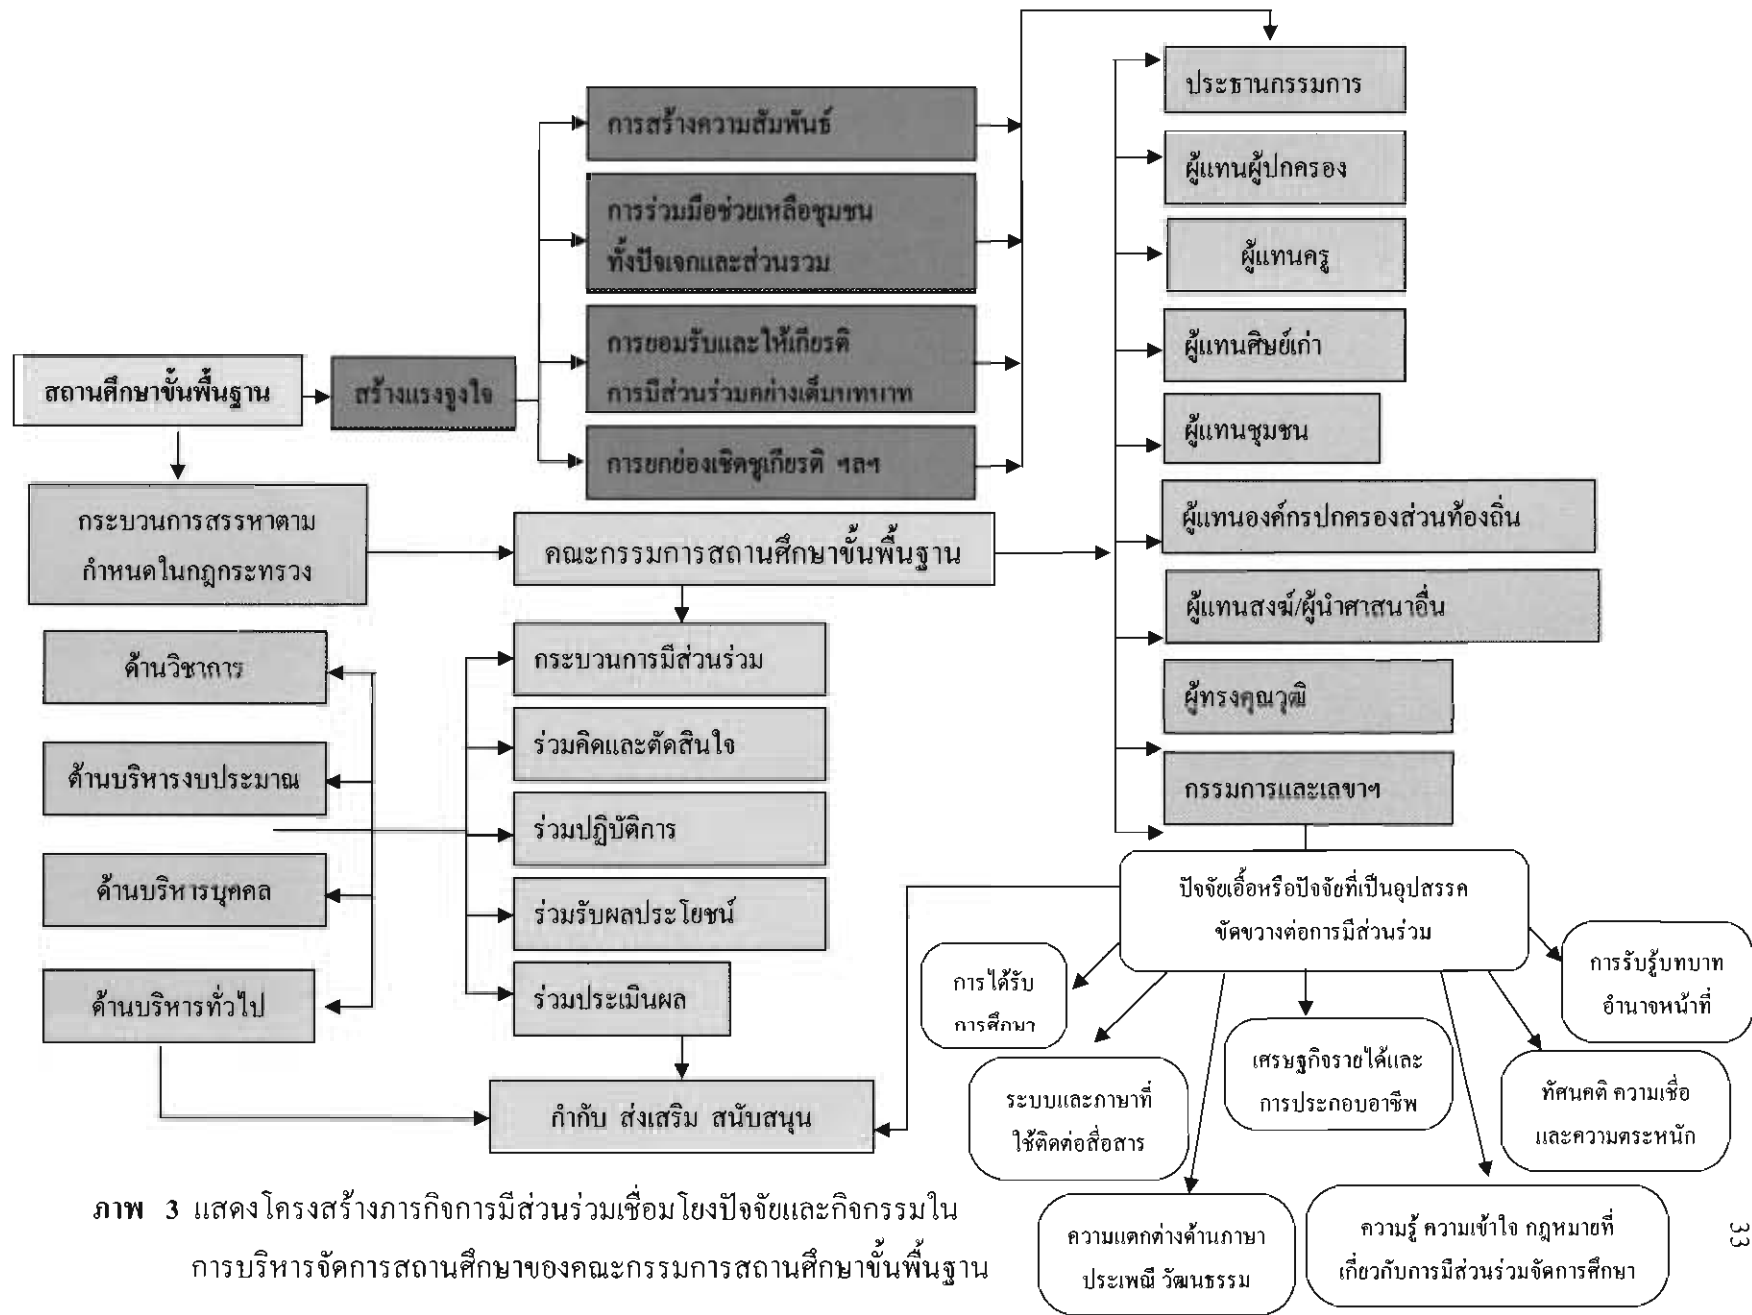 ประธานกรรมการ
การสร้างความสัมพันธ์
ผู้แทนผู้ปกครอง
การร่วมมือช่วยเหลือชุมชน
ทั้งปัจเจกและส่วนรวม
ผู้แทนครู
การยอมรับและให้เกียรติ
การมีส่วนร่วมอย่างเต็มบทบาท
ผู้แทนศิษย์เก่า
สถานศึกษาขั้นพื้นฐาน
สร้างแรงจูงใจ
ผู้แทนชุมชน
การยกย่องเชิดชูเกียรติ ฯลฯ
กระบวนการสรรหาตาม
กำหนดในกฎกระทรวง
คณะกรรมการสถานศึกษาขั้นพื้นฐาน
ผู้แทนองค์กรปกครองส่วนท้องถิ่น
ผู้แทนสงฆ์/ผู้นำศาสนาอื่น
ด้านวิชาการ
กระบวนการมีส่วนร่วม
ผู้ทรงคุณวุฒิ
ด้านบริหารงบประมาณ
ร่วมคิดและตัดสินใจ
กรรมการและเลขาฯ
ร่วมปฏิบัติการ
ด้านบริหารบุคคล
ร่วมรับผลประโยชน์
ปัจจัยเอื้อหรือปัจจัยที่เป็นอุปสรรค
ขัดขวางต่อการมีส่วนร่วม
ด้านบริหารทั่วไป
ร่วมประเมินผล
การได้รับ
การศึกษา
การรับรู้บทบาท
อำนาจหน้าที่
กำกับ ส่งเสริม สนับสนุน
ระบบและภาษาที่
ใช้ติดต่อสื่อสาร
เศรษฐกิจรายได้และ
การประกอบอาชีพ
ทัศนคติ ความเชื่อ
และความตระหนัก
ความแตกต่างด้านภาษา
ประเพณี วัฒนธรรม
ความรู้ ความเข้าใจ กฎหมายที่
เกี่ยวกับการมีส่วนร่วมจัดการศึกษา
ภาพ 3 แสดงโครงสร้างภารกิจการมีส่วนร่วมเชื่อมโยงปัจจัยและกิจกรรมใน
การบริหารจัดการสถานศึกษาของคณะกรรมการสถานศึกษาขั้นพื้นฐาน
33